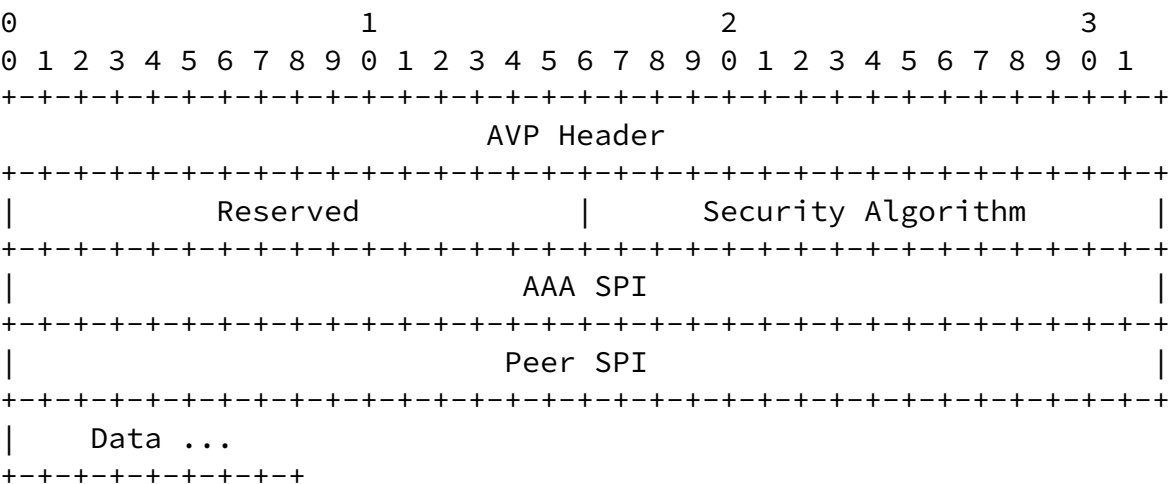 0                   1                   2                   3
0 1 2 3 4 5 6 7 8 9 0 1 2 3 4 5 6 7 8 9 0 1 2 3 4 5 6 7 8 9 0 1
+-+-+-+-+-+-+-+-+-+-+-+-+-+-+-+-+-+-+-+-+-+-+-+-+-+-+-+-+-+-+-+-+
                           AVP Header
+-+-+-+-+-+-+-+-+-+-+-+-+-+-+-+-+-+-+-+-+-+-+-+-+-+-+-+-+-+-+-+-+
|           Reserved            |      Security Algorithm       |
+-+-+-+-+-+-+-+-+-+-+-+-+-+-+-+-+-+-+-+-+-+-+-+-+-+-+-+-+-+-+-+-+
|                            AAA SPI                            |
+-+-+-+-+-+-+-+-+-+-+-+-+-+-+-+-+-+-+-+-+-+-+-+-+-+-+-+-+-+-+-+-+
|                           Peer SPI                            |
+-+-+-+-+-+-+-+-+-+-+-+-+-+-+-+-+-+-+-+-+-+-+-+-+-+-+-+-+-+-+-+-+
|    Data ...
+-+-+-+-+-+-+-+-+